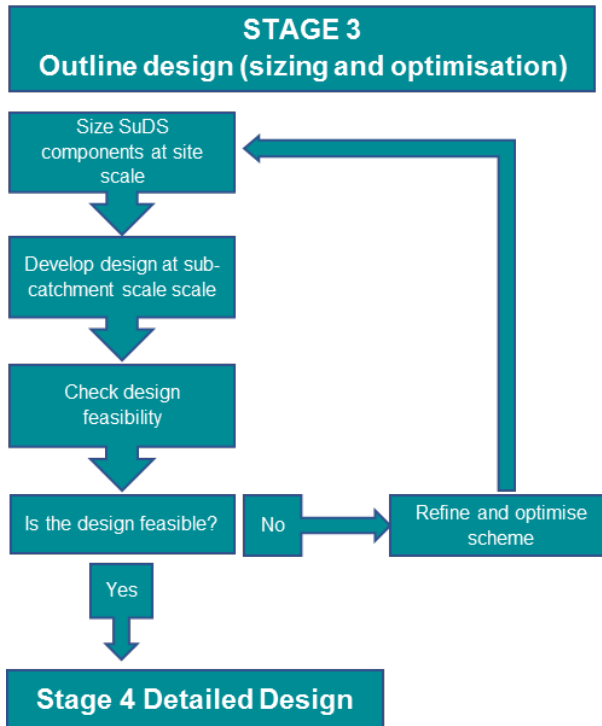 STAGE 3
Outline design (sizing and optimisation)
Size SuDS
components at site
scale
Develop design at sub-
catchment scale scale
Check design
feasibility
Is the design feasible?
No
Refine and optimise
scheme
Yes
Stage 4 Detailed Design